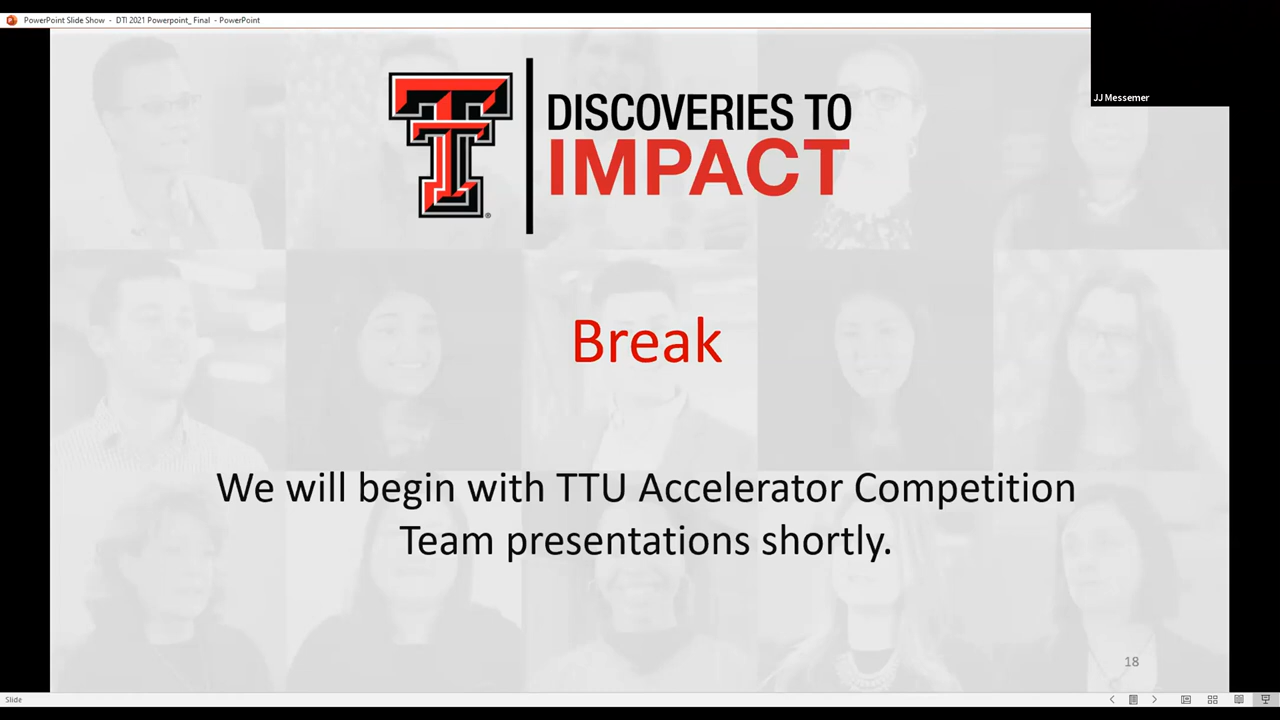 PowerPoint Slide Show - DTI 2021 Powerpoint_ Final - PowerPoint
JJ Messemer
DISCOVERIES TO
IMPACT
Break
We will begin with TTU Accelerator Competition
Team presentations shortly.
18
Slide